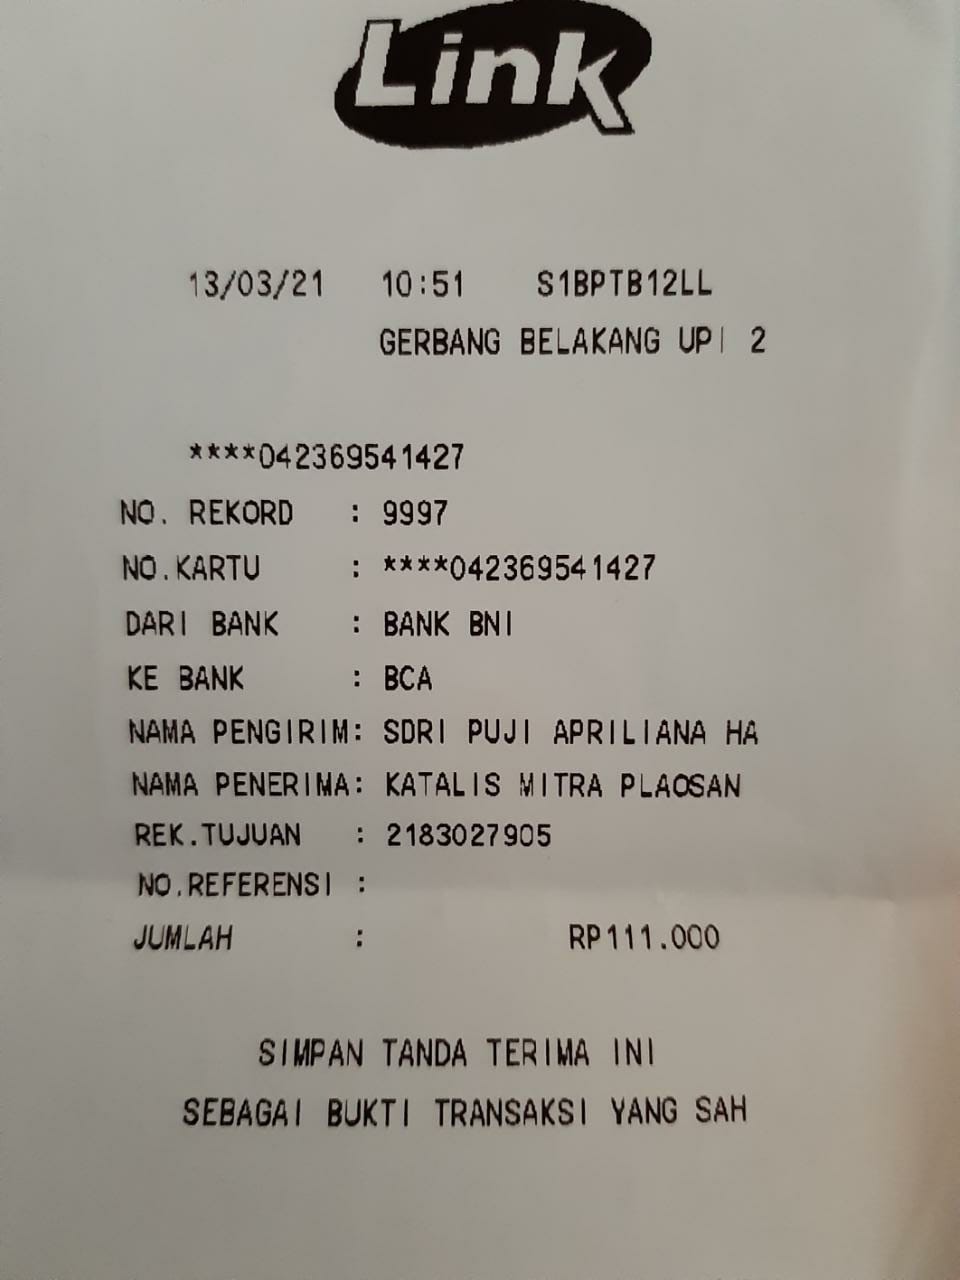 Link
13/03/21 10:51 S1BPTB12LL
GERBANG BELAKANG UPI 2
****042369541427
NO. REKORD : 9997
NO.KARTU : ****042369541427
DARI BANK : BANK BNI
KE BANK : BCA
NAMA PENGIRIM: SDRI PUJI APRILIANA HA
NAMA PENERIMA: KATALIS MITRA PLAOSAN
REK.TUJUAN : 2183027905
NO.REFERENSI :
JUMLAH : RP111.000
SIMPAN TANDA TERIMA INI
SEBAGAI BUKTI TRANSAKSI YANG SAH